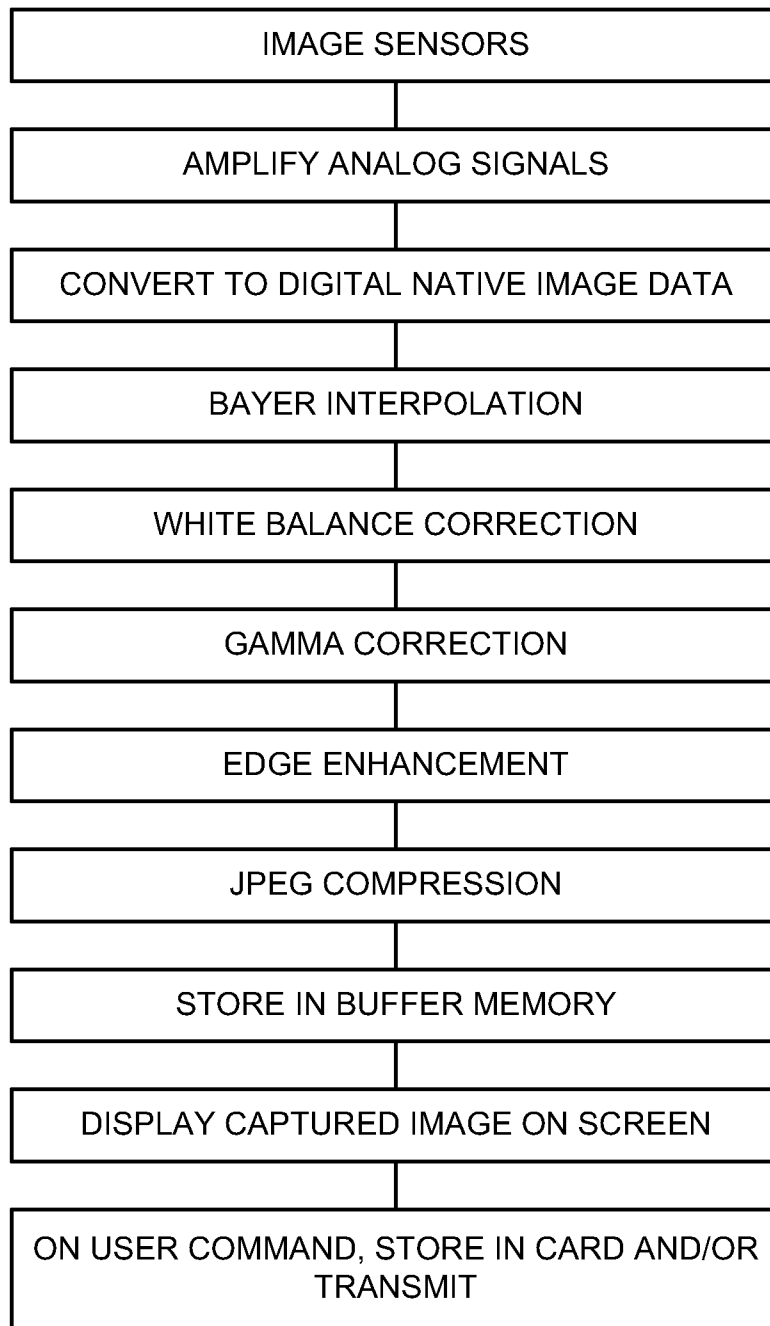 IMAGE SENSORS
AMPLIFY ANALOG SIGNALS
CONVERT TO DIGITAL NATIVE IMAGE DATA
BAYER INTERPOLATION
WHITE BALANCE CORRECTION
GAMMA CORRECTION
EDGE ENHANCEMENT
JPEG COMPRESSION
STORE IN BUFFER MEMORY
DISPLAY CAPTURED IMAGE ON SCREEN
ON USER COMMAND, STORE IN CARD AND/OR
TRANSMIT